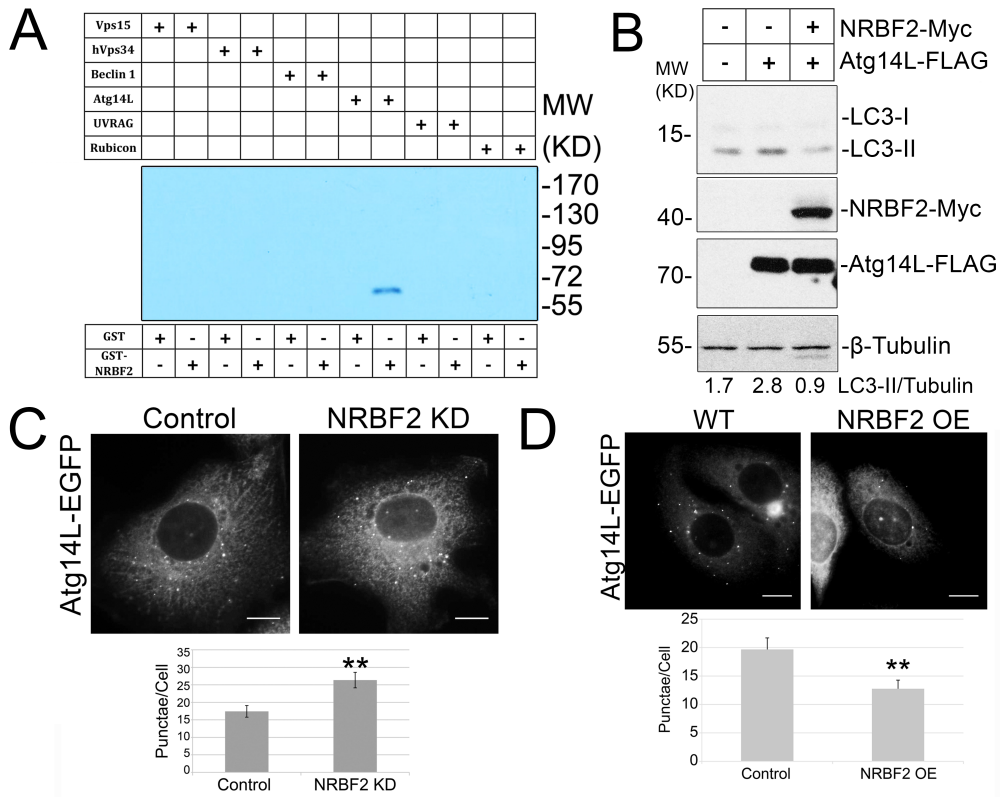 A
Vps15 + +
hVps34 + +
Beclin 1 + +
Atg14L + +
UVRAG + +
Rubicon + +
MW
(KD)
-170
-130
-95
-72
-55
GST + - + - + - + - + - + -
GST-
NRBF2 - + - + - + - + - + - +
B
- - + NRBF2-Myc
- + + Atg14L-FLAG
MW
(KD)
-LC3-I
15-
-LC3-II
40- -NRBF2-Myc
-Atg14L-FLAG
70-
55- -β-Tubulin
1.7 2.8 0.9 LC3-II/Tubulin
C
Control NRBF2 KD
Atg14L-EGFP
Punctae/Cell
35
30
25
20
15
10
5
0
**
Control NRBF2 KD
D
WT NRBF2 OE
Atg14L-EGFP
Punctae/Cell
25
20
15
10
5
0
**
Control NRBF2 OE